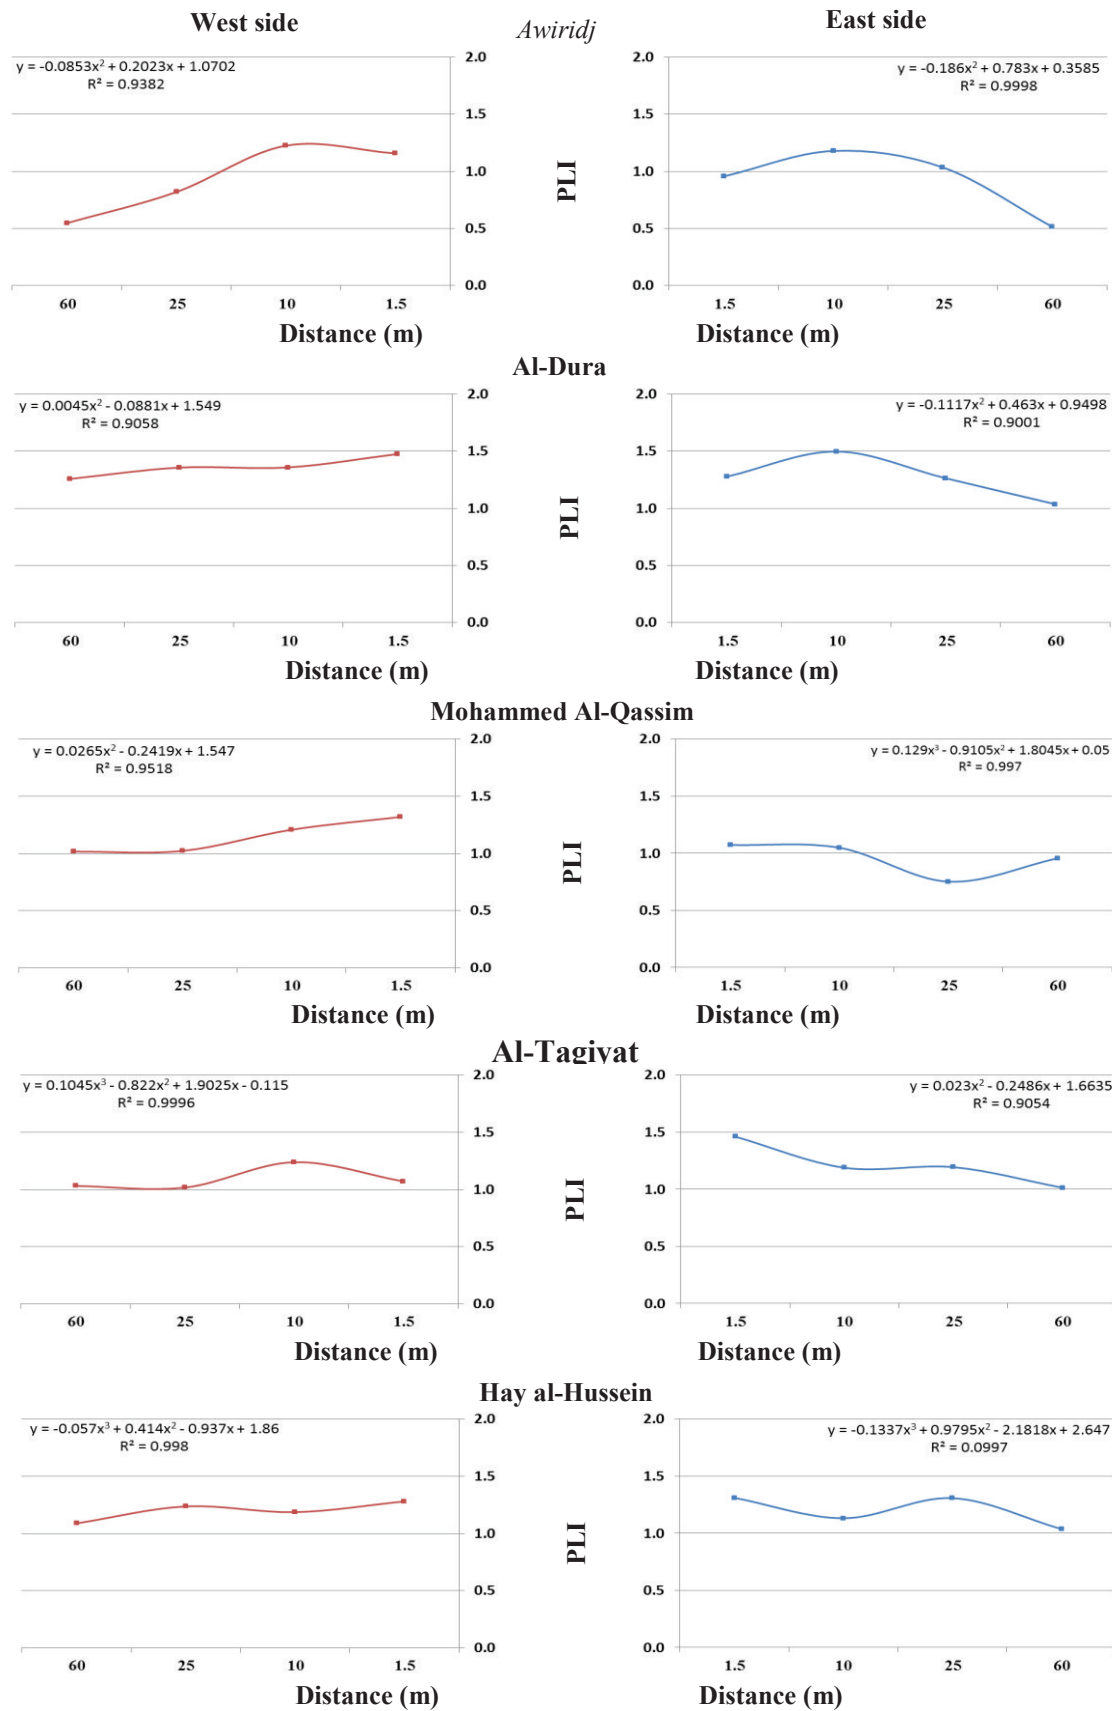 West side
Awiridj
East side
y = -0.0853x² + 0.2023x + 1.0702
R² = 0.9382
2.0
1.5
1.0
0.5
0.0
60 25 10 1.5
Distance (m)
PLI
y = -0.186x² + 0.783x + 0.3585
R² = 0.9998
2.0
1.5
1.0
0.5
0.0
1.5 10 25 60
Distance (m)
Al-Dura
y = 0.0045x² - 0.0881x + 1.549
R² = 0.9058
2.0
1.5
1.0
0.5
0.0
60 25 10 1.5
Distance (m)
PLI
y = -0.1117x² + 0.463x + 0.9498
R² = 0.9001
2.0
1.5
1.0
0.5
0.0
1.5 10 25 60
Distance (m)
Mohammed Al-Qassim
y = 0.0265x² - 0.2419x + 1.547
R² = 0.9518
2.0
1.5
1.0
0.5
0.0
60 25 10 1.5
Distance (m)
PLI
y = 0.129x³ - 0.9105x² + 1.8045x + 0.05
R² = 0.997
2.0
1.5
1.0
0.5
0.0
1.5 10 25 60
Distance (m)
Al-Tagivat
y = 0.1045x³ - 0.822x² + 1.9025x - 0.115
R² = 0.9996
2.0
1.5
1.0
0.5
0.0
60 25 10 1.5
Distance (m)
PLI
y = 0.023x² - 0.2486x + 1.6635
R² = 0.9054
2.0
1.5
1.0
0.5
0.0
1.5 10 25 60
Distance (m)
Hay al-Hussein
y = -0.057x³ + 0.414x² - 0.937x + 1.86
R² = 0.998
2.0
1.5
1.0
0.5
0.0
60 25 10 1.5
Distance (m)
PLI
y = -0.1337x³ + 0.9795x² - 2.1818x + 2.647
R² = 0.0997
2.0
1.5
1.0
0.5
0.0
1.5 10 25 60
Distance (m)